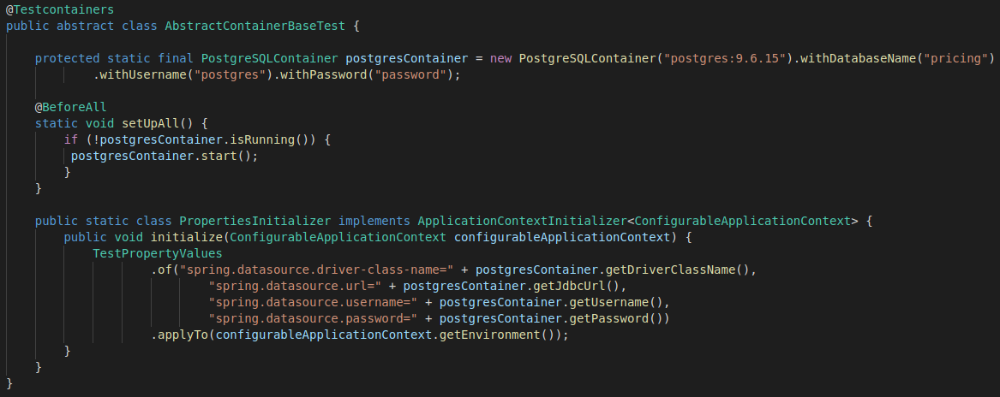 @Testcontainers
public abstract class AbstractContainerBaseTest {
protected static final PostgreSQLContainer postgresContainer = new PostgreSQLContainer("postgres:9.6.15").withDatabaseName("pricing")
.withUsername("postgres").withPassword("password");
@BeforeAll
static void setUpAll() {
if (!postgresContainer.isRunning()) {
postgresContainer.start();
}
}
public static class PropertiesInitializer implements ApplicationContextInitializer<ConfigurableApplicationContext> {
public void initialize(ConfigurableApplicationContext configurableApplicationContext) {
TestPropertyValues
.of("spring.datasource.driver-class-name=" + postgresContainer.getDriverClassName(),
"spring.datasource.url=" + postgresContainer.getJdbcUrl(),
"spring.datasource.username=" + postgresContainer.getUsername(),
"spring.datasource.password=" + postgresContainer.getPassword())
.applyTo(configurableApplicationContext.getEnvironment());
}
}
}